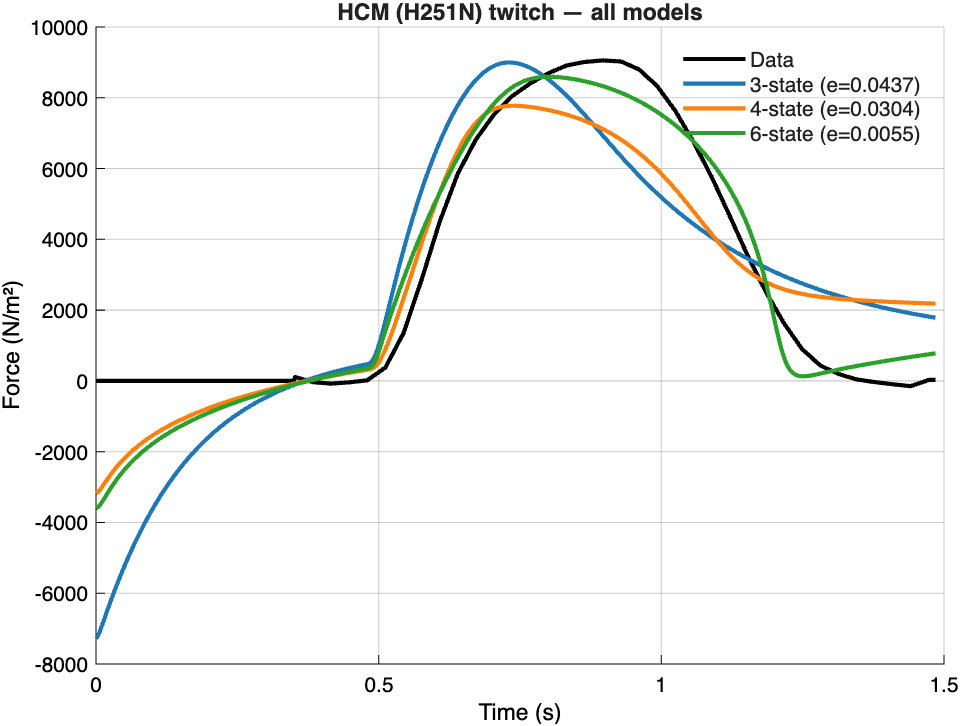 HCM (H251N) twitch — all models
10000
8000
6000
4000
2000
0
-2000
-4000
-6000
-8000
Force (N/m²)
Data
3-state (e=0.0437)
4-state (e=0.0304)
6-state (e=0.0055)
0
0.5
1
1.5
Time (s)